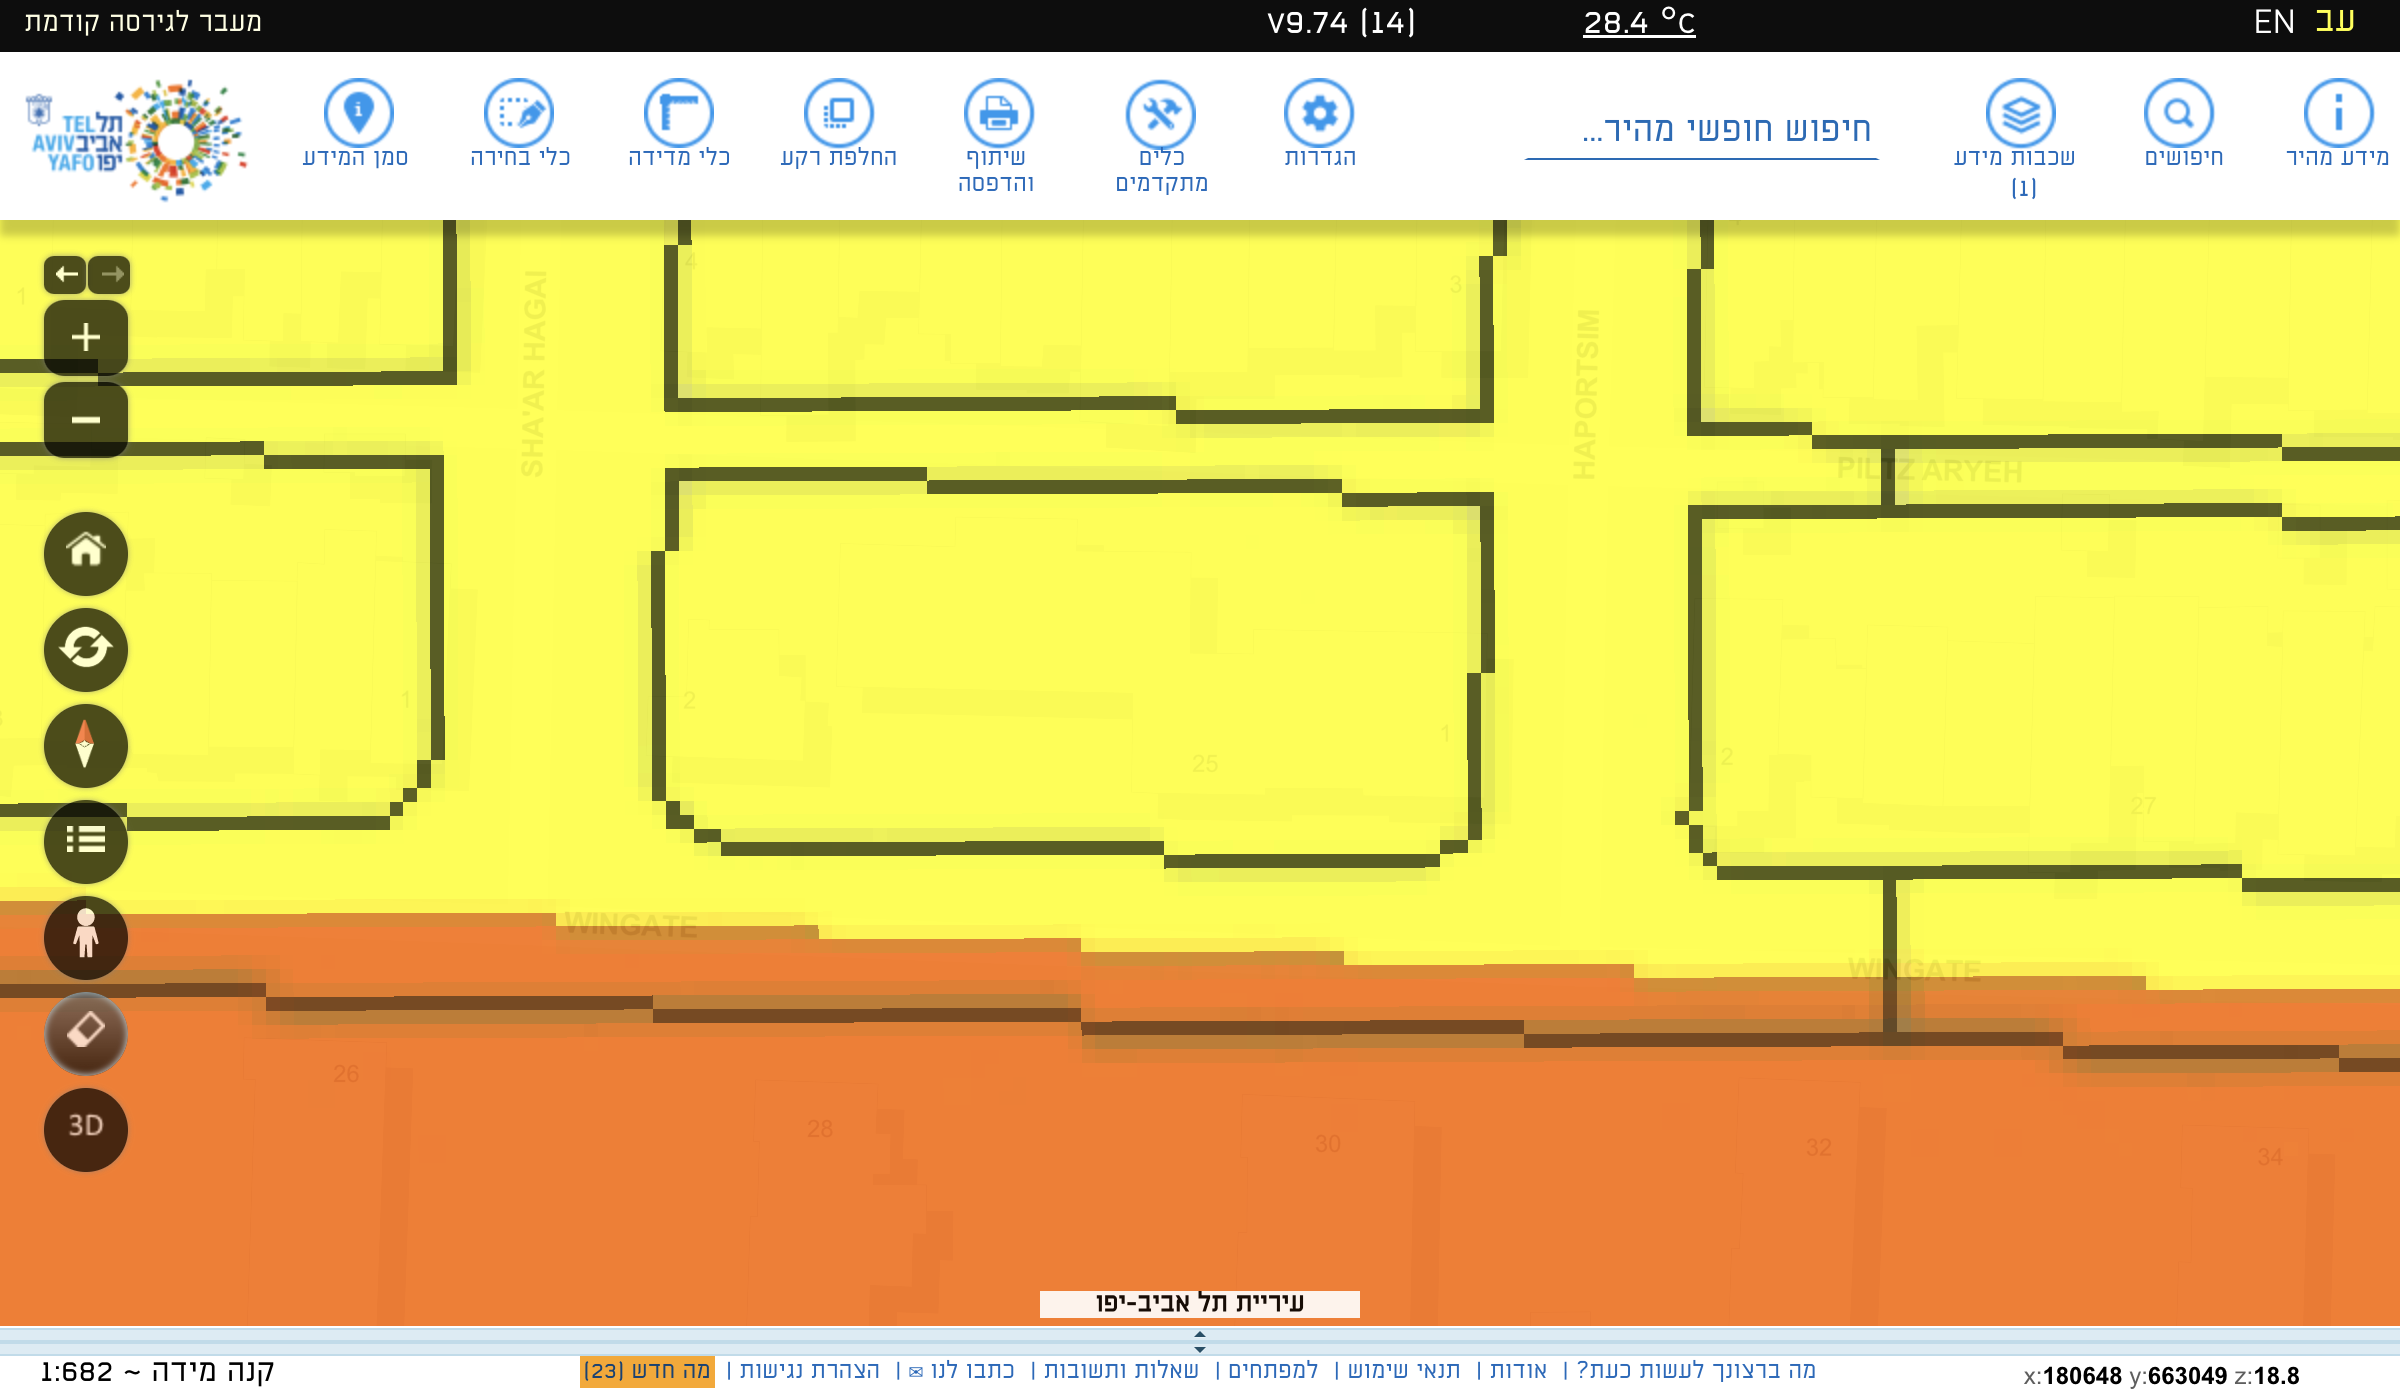 מעבר לגירסה קודמת
V9.74 (14)
28.4 °C
EN עב
מידע מהיר
חיפושים
שכבות מידע
(1)
חיפוש חופשי מהיר...
הגדרות
כלים
מתקדמים
שיתוף
והדפסה
החלפת רקע
כלי מדידה
כלי בחירה
סמן המידע
TEL תל
AVIV אביב
YAFO יפו
1
4
3
SHA'AR HAGAI
HAPORTSIM
PILTZ ARYEH
1
2
25
1
2
27
WINGATE
WINGATE
26
28
30
32
34
3D
עיריית תל אביב-יפו
קנה מידה ~ 1:682
מה ברצונך לעשות כעת? | אודות | תנאי שימוש | למפתחים | שאלות ותשובות | כתבו לנו ✉ | הצהרת נגישות | מה חדש (23)
x:180648 y:663049 z:18.8